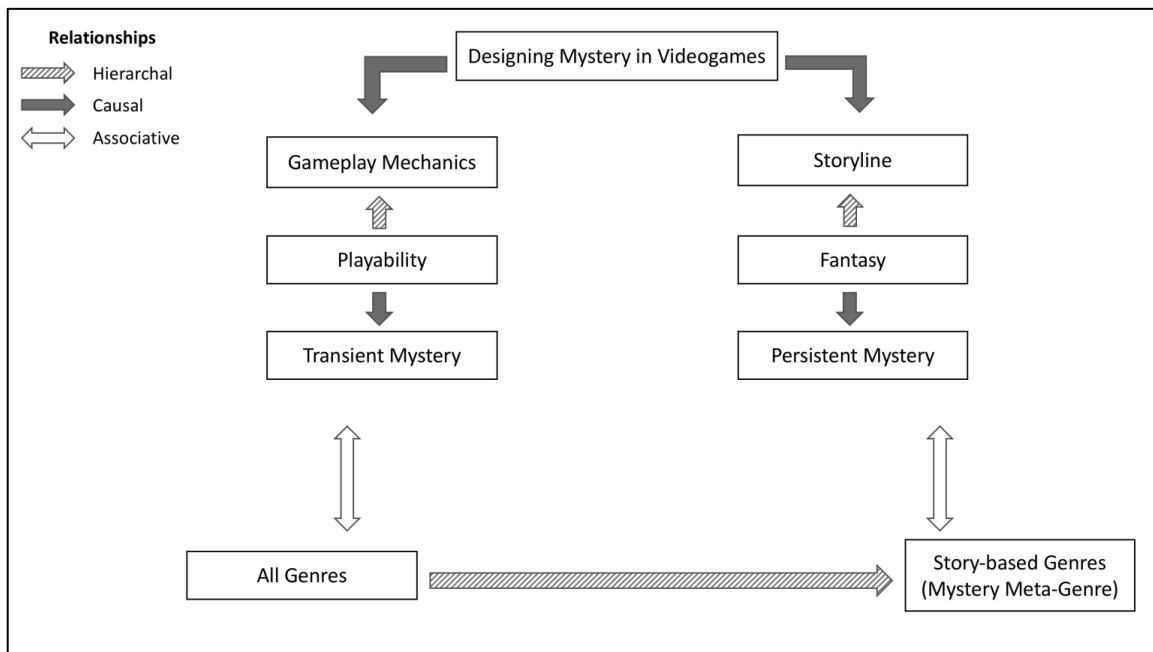 Relationships
Hierarchal
Causal
Associative
Designing Mystery in Videogames
Gameplay Mechanics
Storyline
Playability
Fantasy
Transient Mystery
Persistent Mystery
All Genres
Story-based Genres
(Mystery Meta-Genre)